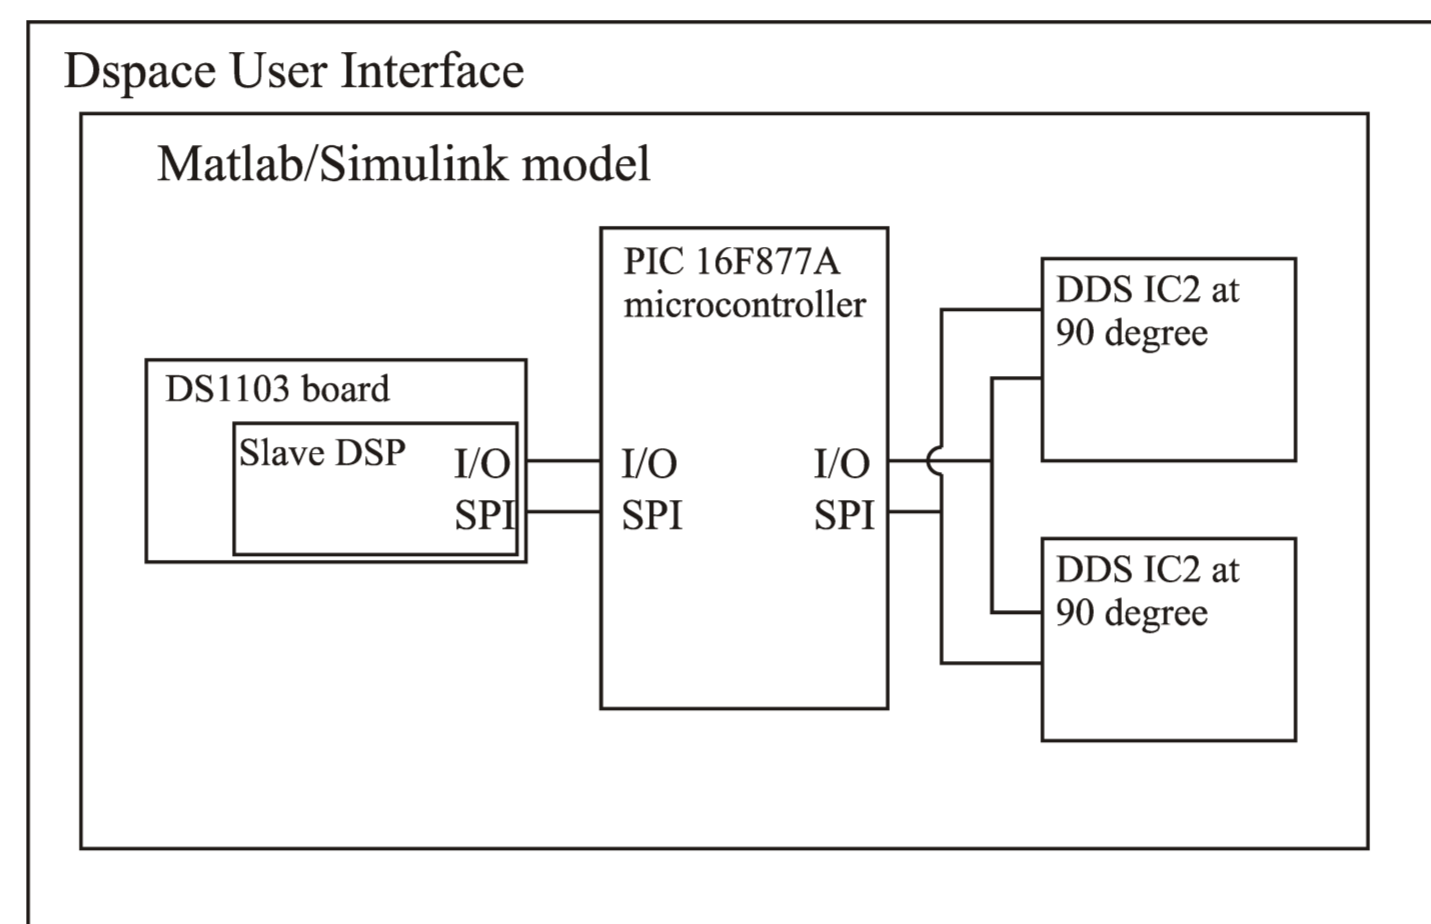 Dspace User Interface
Matlab/Simulink model
PIC 16F877A
microcontroller
DDS IC2 at
90 degree
DS1103 board
Slave DSP
I/O
SPI
I/O
SPI
I/O
SPI
DDS IC2 at
90 degree